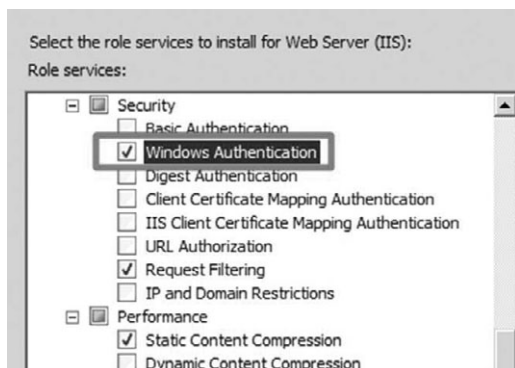 Select the role services to install for Web Server (IIS):
Role services:
Security
Basic Authentication
Windows Authentication
Digest Authentication
Client Certificate Mapping Authentication
IIS Client Certificate Mapping Authentication
URL Authorization
Request Filtering
IP and Domain Restrictions
Performance
Static Content Compression
Dynamic Content Compression